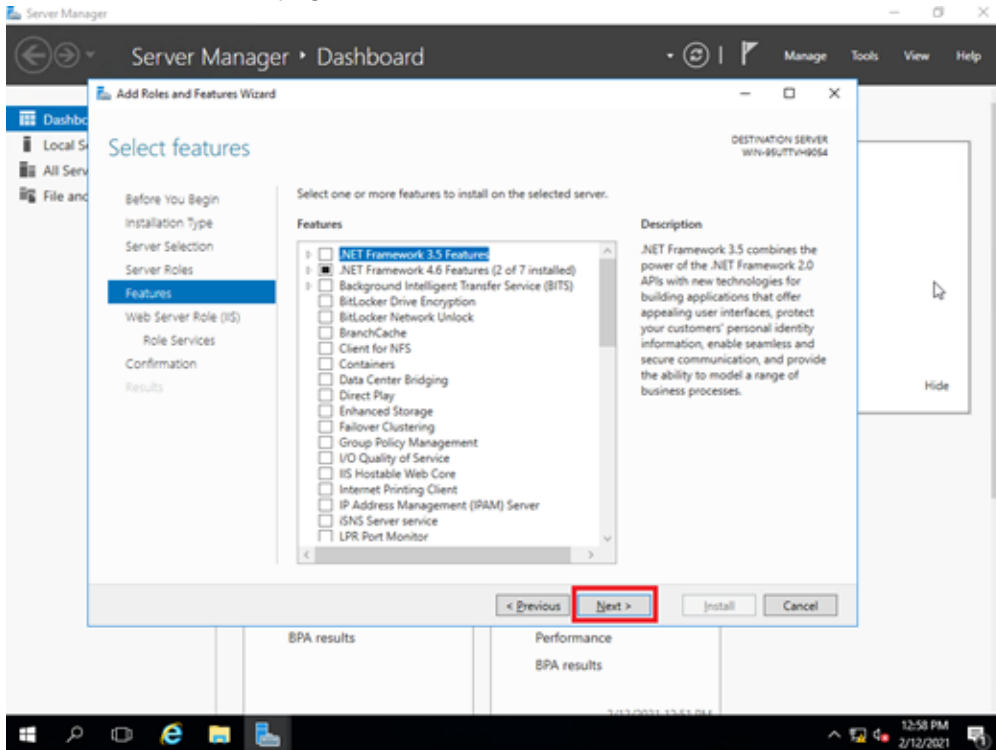 Server Manager
Server Manager • Dashboard
Manage Tools View Help
Add Roles and Features Wizard
Dashbo
Local S
All Serv
File and
Select features
DESTINATION SERVER
WIN-95UTTVH9054
Before You Begin
Installation Type
Server Selection
Server Roles
Features
Web Server Role (IIS)
Role Services
Confirmation
Results
Select one or more features to install on the selected server.
Features
.NET Framework 3.5 Features
.NET Framework 4.6 Features (2 of 7 installed)
Background Intelligent Transfer Service (BITS)
BitLocker Drive Encryption
BitLocker Network Unlock
BranchCache
Client for NFS
Containers
Data Center Bridging
Direct Play
Enhanced Storage
Failover Clustering
Group Policy Management
I/O Quality of Service
IIS Hostable Web Core
Internet Printing Client
IP Address Management (IPAM) Server
iSNS Server service
LPR Port Monitor
Description
.NET Framework 3.5 combines the
power of the .NET Framework 2.0
APIs with new technologies for
building applications that offer
appealing user interfaces, protect
your customers' personal identity
information, enable seamless and
secure communication, and provide
the ability to model a range of
business processes.
Hide
< Previous Next > Install Cancel
BPA results
Performance
BPA results
2/12/2021 12:51 PM
12:58 PM
2/12/2021